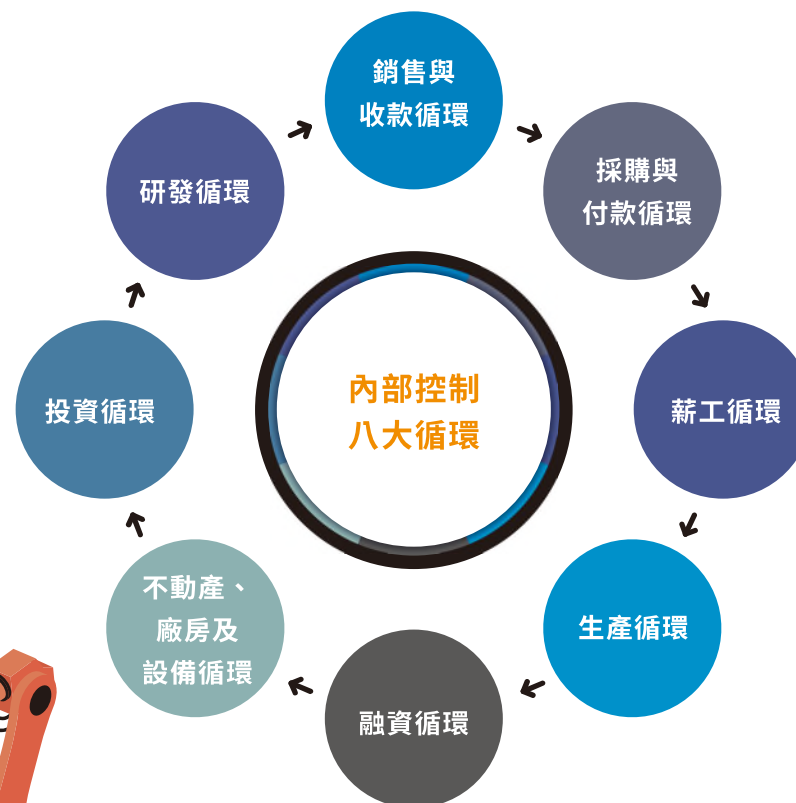 銷售與
收款循環
採購與
付款循環
薪工循環
生產循環
融資循環
不動產、
廠房及
設備循環
投資循環
研發循環
內部控制
八大循環